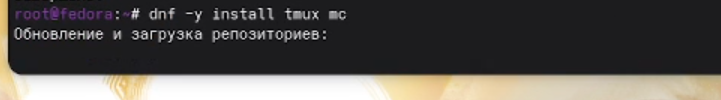 root@fedora:~# dnf -y install tmux mc
Обновление и загрузка репозиториев: